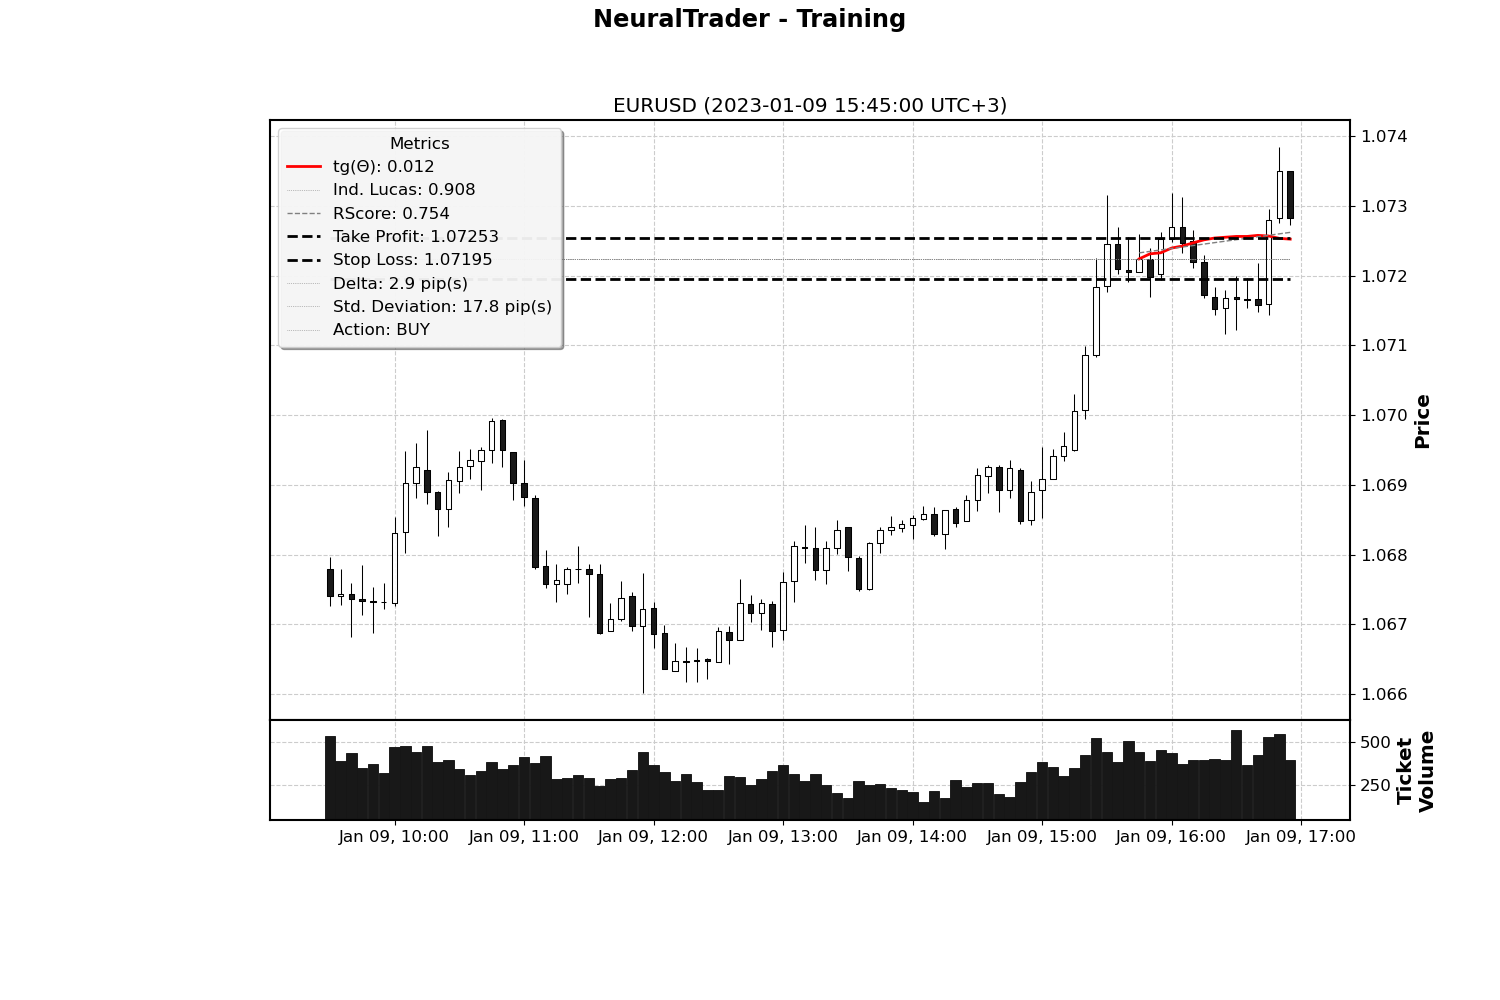 NeuralTrader - Training
EURUSD (2023-01-09 15:45:00 UTC+3)
Metrics
tg(Θ): 0.012
Ind. Lucas: 0.908
RScore: 0.754
Take Profit: 1.07253
Stop Loss: 1.07195
Delta: 2.9 pip(s)
Std. Deviation: 17.8 pip(s)
Action: BUY
1.074
1.073
1.072
1.071
1.070
1.069
1.068
1.067
1.066
Price
500
250
Ticket
Volume
Jan 09, 10:00 Jan 09, 11:00 Jan 09, 12:00 Jan 09, 13:00 Jan 09, 14:00 Jan 09, 15:00 Jan 09, 16:00 Jan 09, 17:00